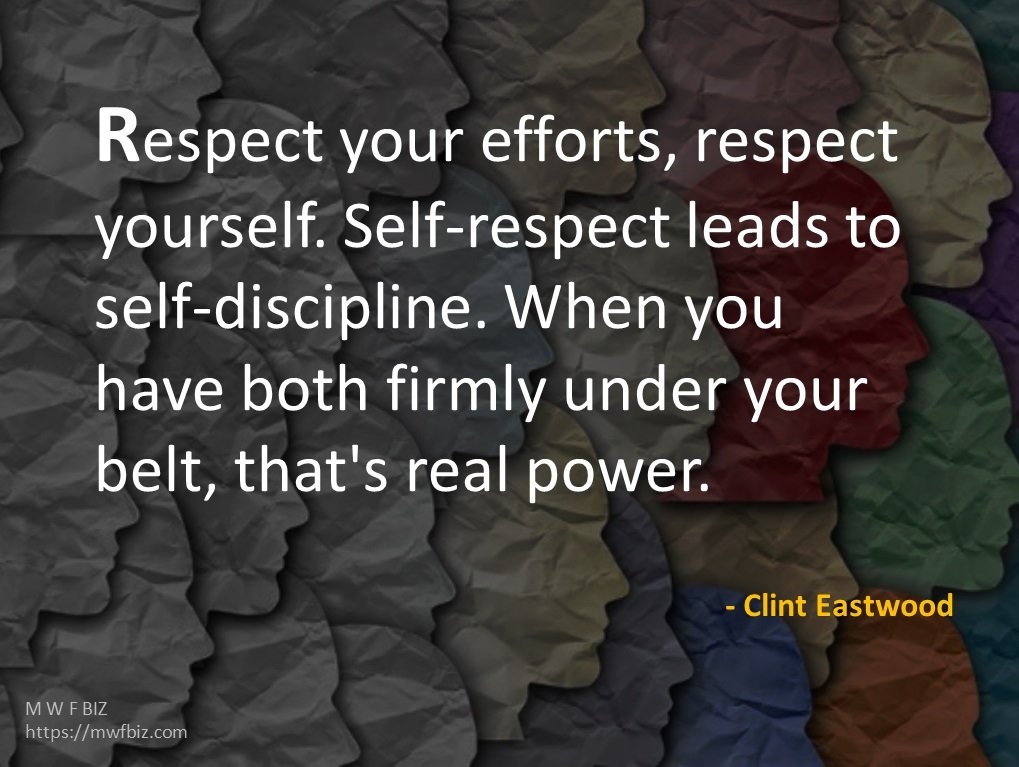 Respect your efforts, respect
yourself. Self-respect leads to
self-discipline. When you
have both firmly under your
belt, that's real power.
- Clint Eastwood
M W F BIZ
https://mwfbiz.com